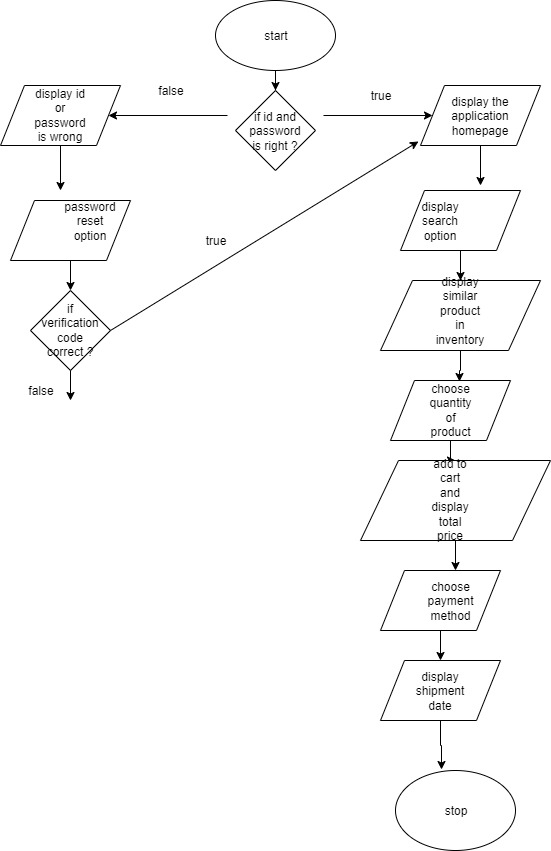 start
false
true
display id
or
password
is wrong
if id and
password
is right ?
display the
application
homepage
password
reset
option
display
search
option
true
if
verification
code
correct ?
display
similar
product
in
inventory
false
choose
quantity
of
product
add to
cart
and
display
total
price
choose
payment
method
display
shipment
date
stop